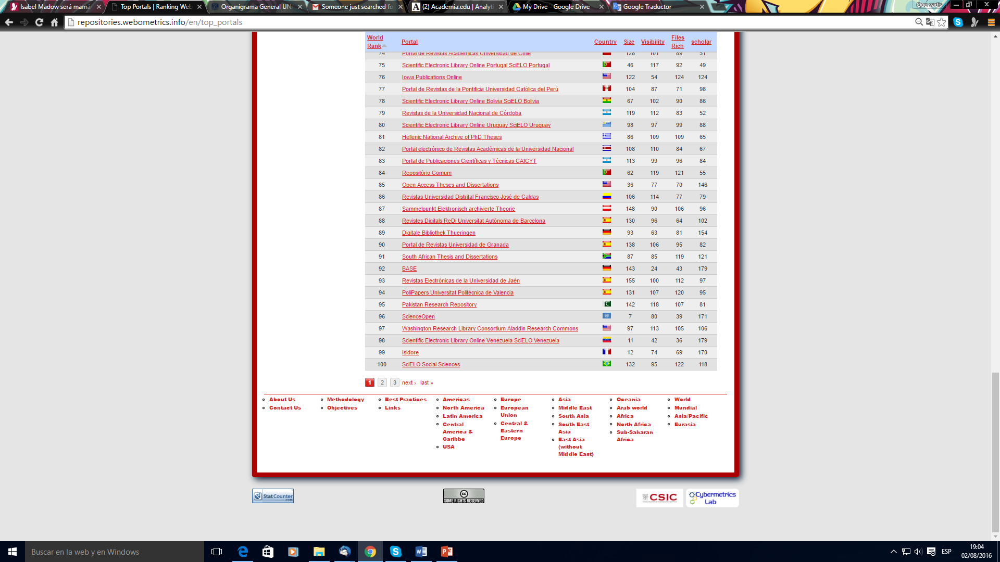 Isabel Madow será mamá
Top Portals | Ranking Web
Organigrama General UN
Someone just searched fo
(2) Academia.edu | Analyt
My Drive - Google Drive
Google Traductor
Quo vadis
repositories.webometrics.info/en/top_portals
World Rank Portal Country Size Visibility Files Rich scholar
74 Portal de Revistas Académicas Universidad de Chile 128 101 89 51
75 Scientific Electronic Library Online Portugal SciELO Portugal 46 117 92 49
76 Iowa Publications Online 122 54 124 124
77 Portal de Revistas de la Pontificia Universidad Católica del Perú 104 87 71 98
78 Scientific Electronic Library Online Bolivia SciELO Bolivia 67 102 90 86
79 Revistas de la Universidad Nacional de Córdoba 119 112 83 52
80 Scientific Electronic Library Online Uruguay SciELO Uruguay 98 97 99 88
81 Hellenic National Archive of PhD Theses 86 109 109 65
82 Portal electrónico de Revistas Académicas de la Universidad Nacional 108 110 84 67
83 Portal de Publicaciones Científicas y Técnicas CAICYT 113 99 96 84
84 Repositório Comum 62 119 121 55
85 Open Access Theses and Dissertations 36 77 70 146
86 Revistas Universidad Distrital Francisco José de Caldas 106 114 77 79
87 Sammelpunkt Elektronisch archivierte Theorie 148 90 106 96
88 Revistes Digitals ReDi Universitat Autònoma de Barcelona 130 96 64 102
89 Digitale Bibliothek Thueringen 93 63 81 154
90 Portal de Revistas Universidad de Granada 138 106 95 82
91 South African Thesis and Dissertations 87 85 119 121
92 BASE 143 24 43 179
93 Revistas Electrónicas de la Universidad de Jaén 155 100 112 97
94 PoliPapers Universitat Politécnica de Valencia 131 107 120 95
95 Pakistan Research Repository 142 118 107 81
96 ScienceOpen 7 80 39 171
97 Washington Research Library Consortium Aladdin Research Commons 97 113 105 106
98 Scientific Electronic Library Online Venezuela SciELO Venezuela 11 42 36 179
99 Isidore 12 74 69 170
100 SciELO Social Sciences 132 95 122 118
1 2 3 next › last »
About Us
Contact Us
Methodology
Objectives
Best Practices
Links
Americas
North America
Latin America
Central
America &
Caribbe
USA
Europe
European
Union
Central &
Eastern
Europe
Asia
Middle East
South Asia
South East
Asia
East Asia
(without
Middle East)
Oceania
Arab world
Africa
North Africa
Sub-Saharan
Africa
World
Mundial
Asia/Pacific
Eurasia
StatCounter
.com
cc
SOME RIGHTS RESERVED
CSIC
Cybermetrics
Lab
Buscar en la web y en Windows
ESP
19:04
02/08/2016